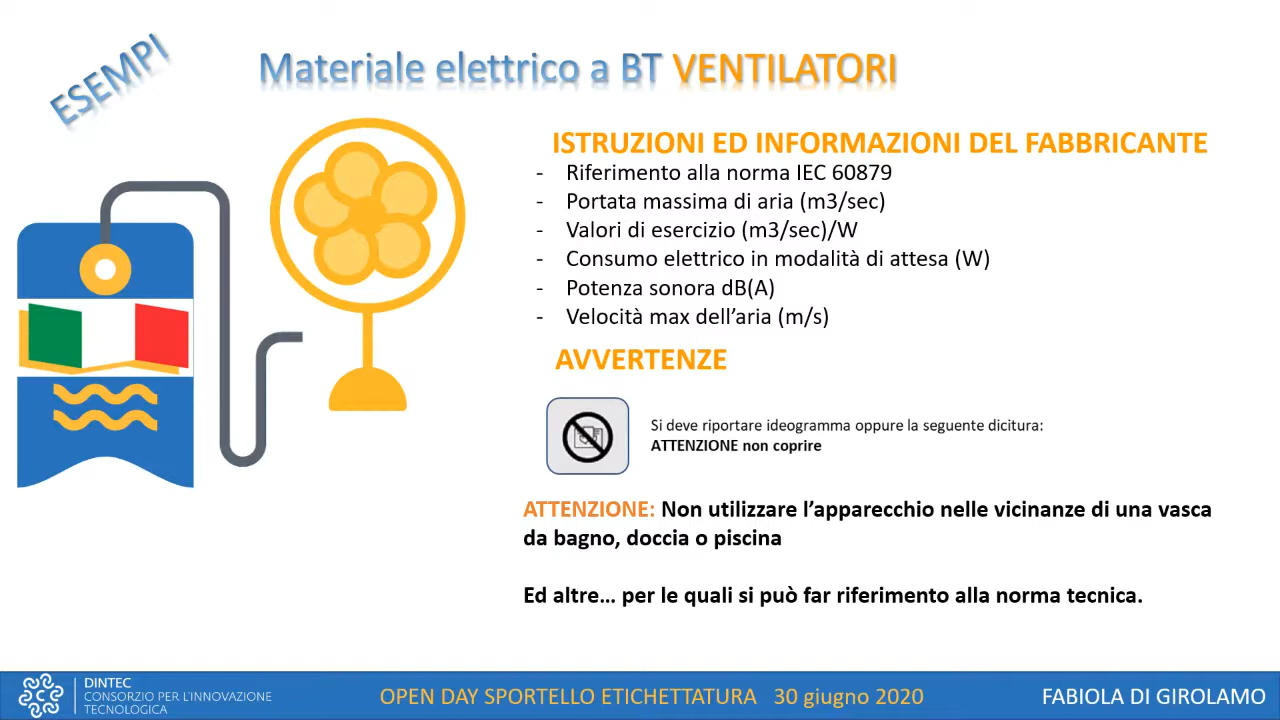 ESEMPI
Materiale elettrico a BT VENTILATORI
ISTRUZIONI ED INFORMAZIONI DEL FABBRICANTE
- Riferimento alla norma IEC 60879
- Portata massima di aria (m3/sec)
- Valori di esercizio (m3/sec)/W
- Consumo elettrico in modalità di attesa (W)
- Potenza sonora dB(A)
- Velocità max dell’aria (m/s)
AVVERTENZE
Si deve riportare ideogramma oppure la seguente dicitura:
ATTENZIONE non coprire
ATTENZIONE: Non utilizzare l’apparecchio nelle vicinanze di una vasca
da bagno, doccia o piscina
Ed altre... per le quali si può far riferimento alla norma tecnica.
DINTEC
CONSORZIO PER L’INNOVAZIONE
TECNOLOGICA
OPEN DAY SPORTELLO ETICHETTATURA 30 giugno 2020
FABIOLA DI GIROLAMO